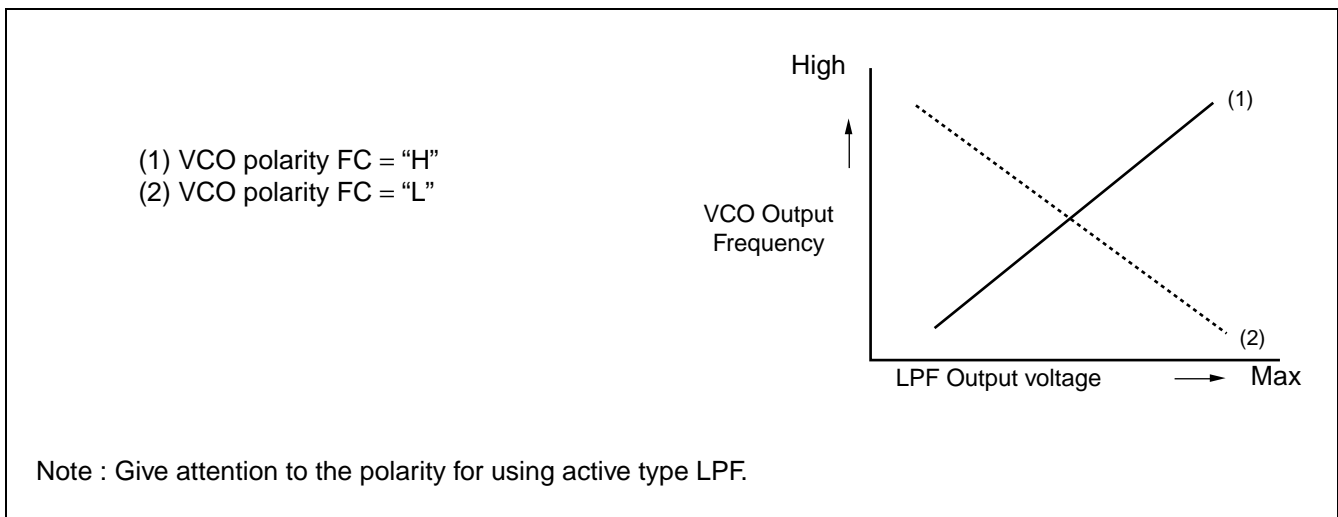 (1) VCO polarity FC = “H”
(2) VCO polarity FC = “L”
High
(1)
VCO Output
Frequency
(2)
LPF Output voltage
Max
Note : Give attention to the polarity for using active type LPF.